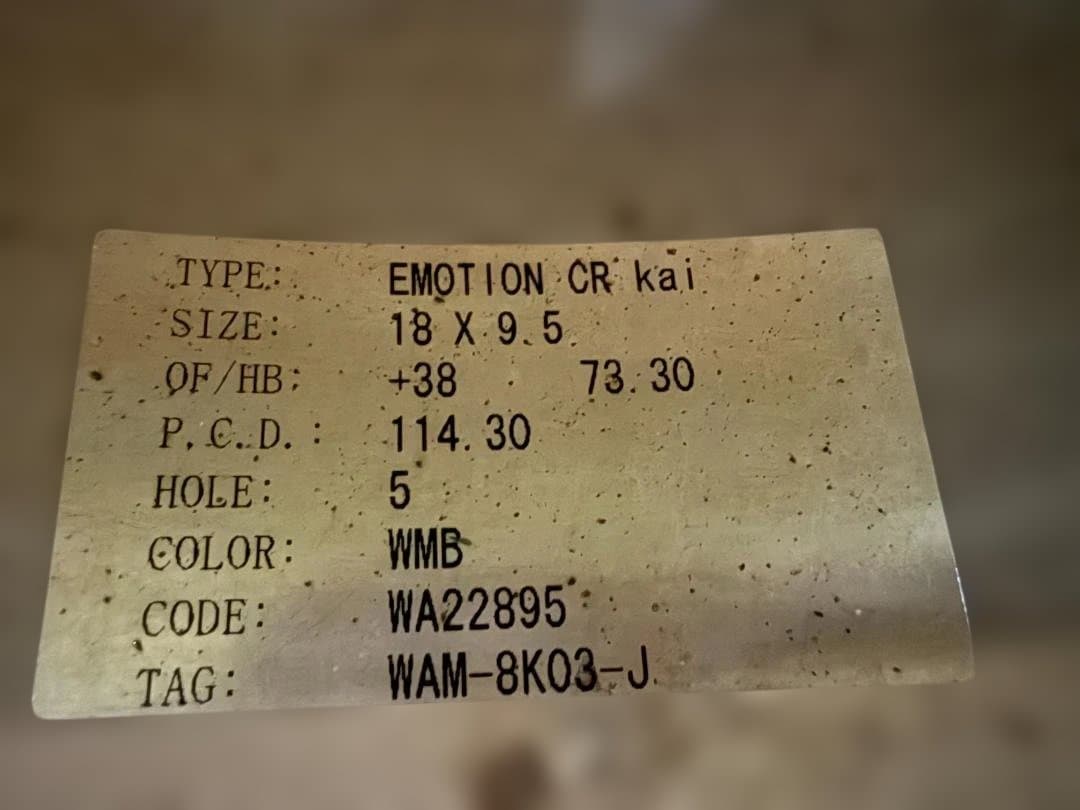 TYPE: EMOTION CR kai
SIZE: 18 X 9.5
OF/HB: +38 73.30
P.C.D.: 114.30
HOLE: 5
COLOR: WMB
CODE: WA22895
TAG: WAM-8K03-J